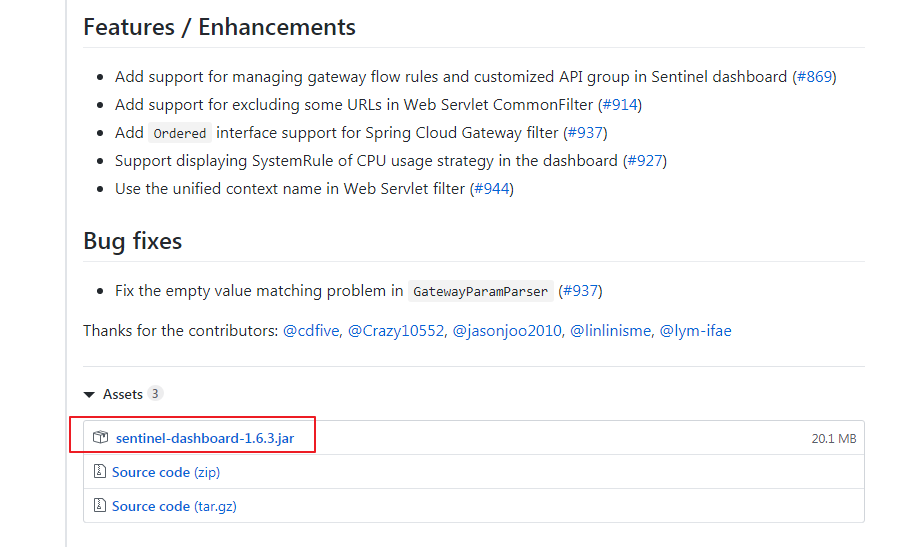 Features / Enhancements
Add support for managing gateway flow rules and customized API group in Sentinel dashboard (#869)
Add support for excluding some URLs in Web Servlet CommonFilter (#914)
Add Ordered interface support for Spring Cloud Gateway filter (#937)
Support displaying SystemRule of CPU usage strategy in the dashboard (#927)
Use the unified context name in Web Servlet filter (#944)
Bug fixes
Fix the empty value matching problem in GatewayParamParser (#937)
Thanks for the contributors: @cdfive, @Crazy10552, @jasonjoo2010, @linlinisme, @lym-ifae
Assets 3
sentinel-dashboard-1.6.3.jar 20.1 MB
Source code (zip)
Source code (tar.gz)